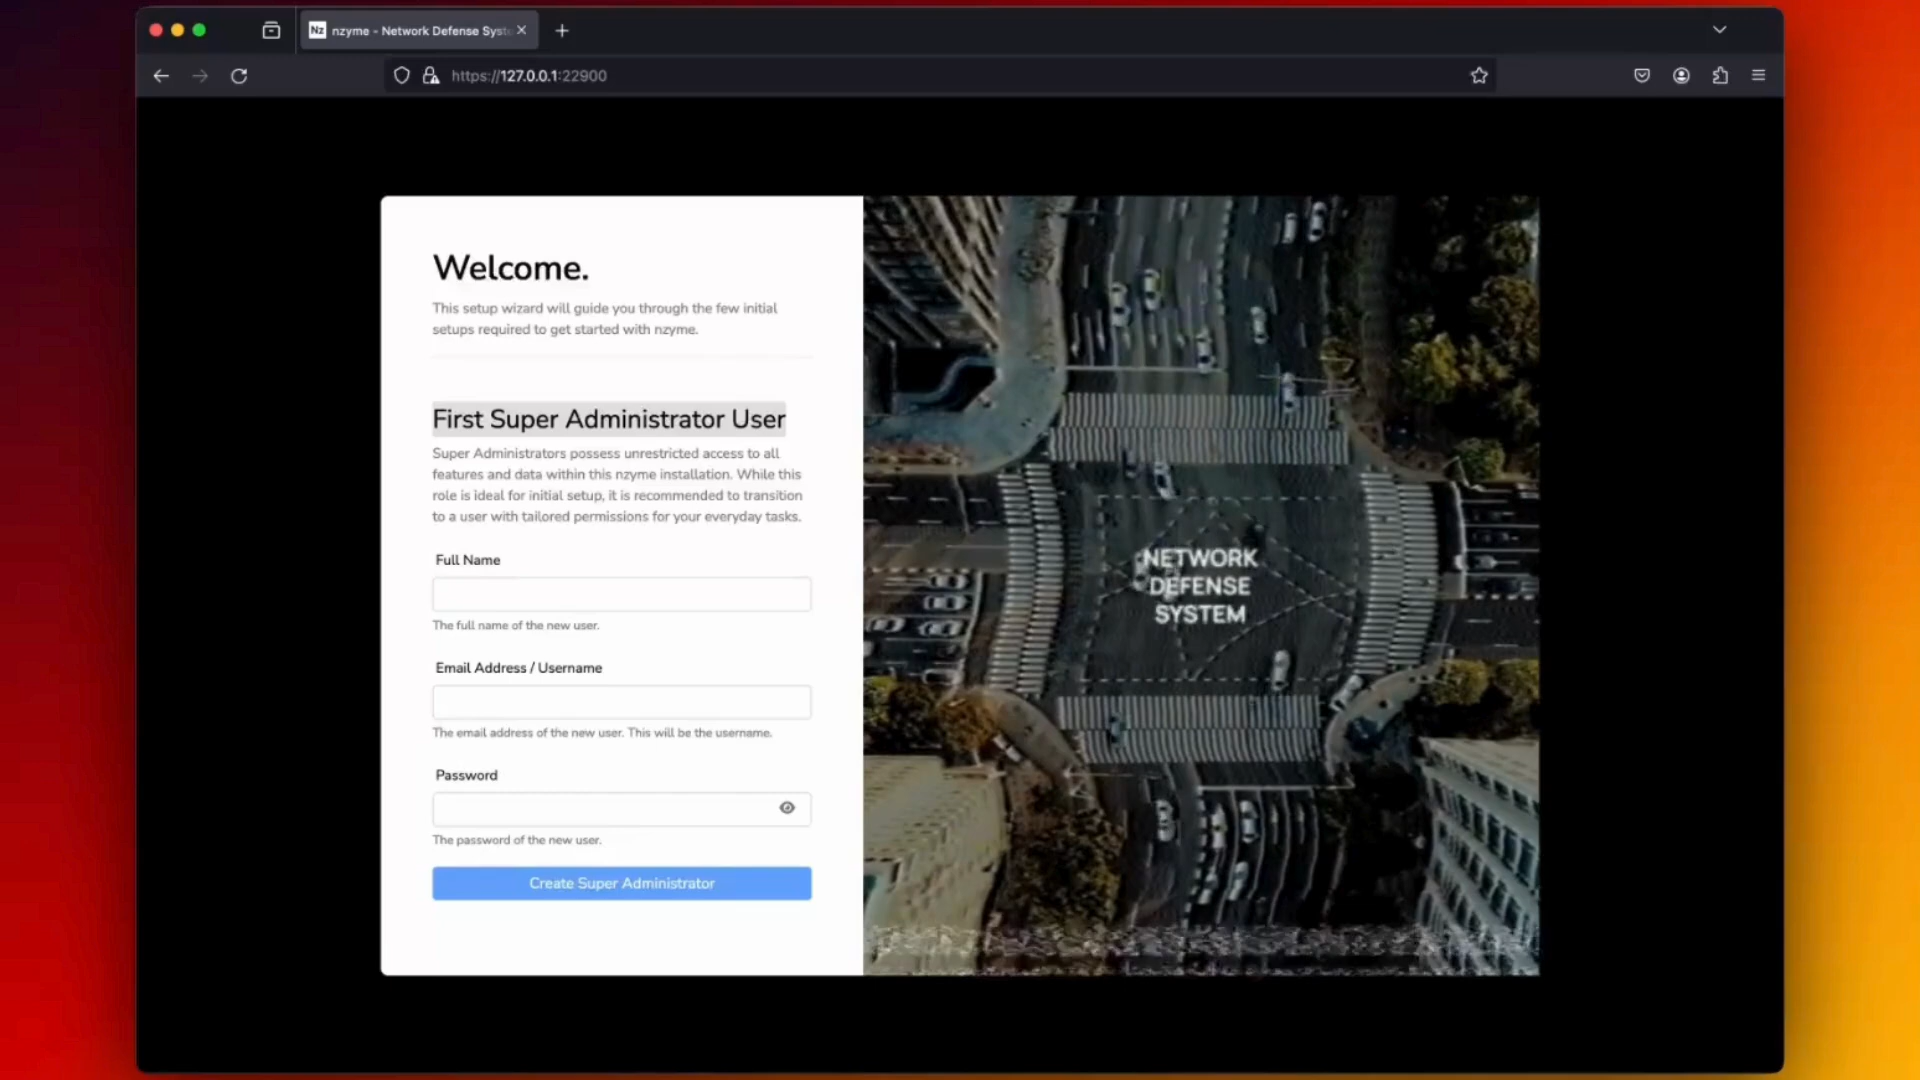 Nz nzyme - Network Defense Syst
https://127.0.0.1:22900
Welcome.
This setup wizard will guide you through the few initial
setups required to get started with nzyme.
First Super Administrator User
Super Administrators possess unrestricted access to all
features and data within this nzyme installation. While this
role is ideal for initial setup, it is recommended to transition
to a user with tailored permissions for your everyday tasks.
Full Name
The full name of the new user.
Email Address / Username
The email address of the new user. This will be the username.
Password
The password of the new user.
Create Super Administrator
NETWORK
DEFENSE
SYSTEM